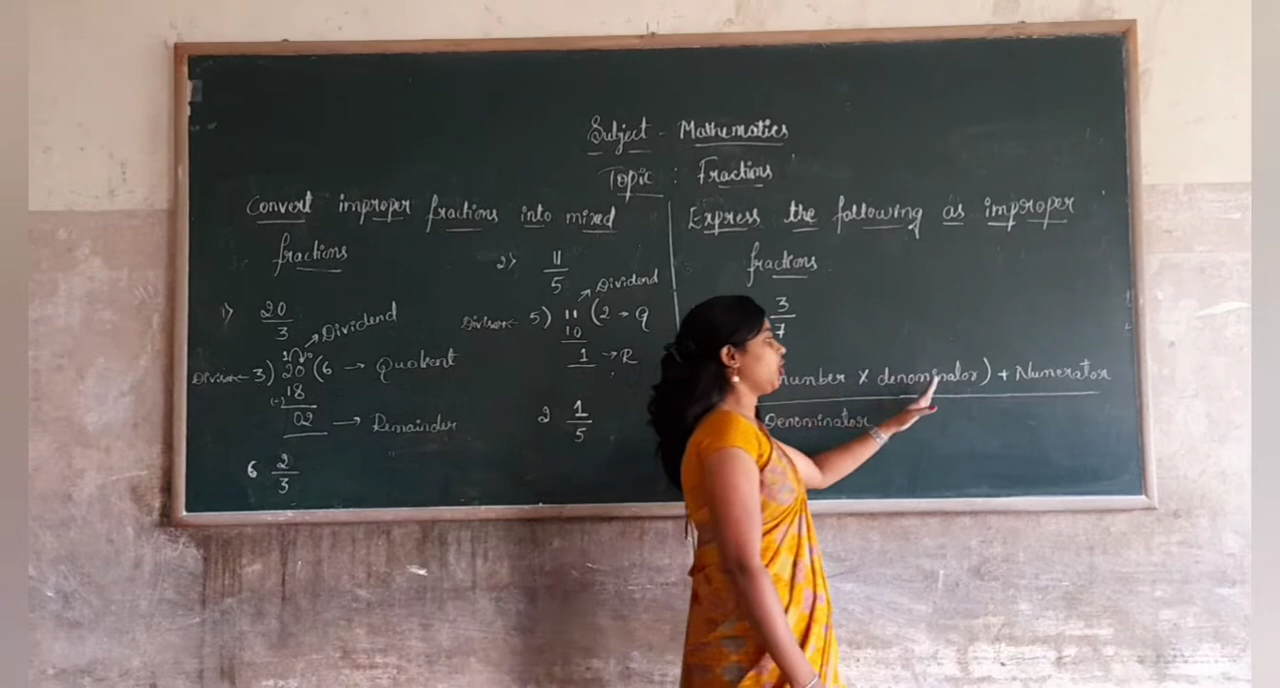 Subject - Mathematics
Topic : Fractions
Convert improper fractions into mixed
fractions
1) 20/3
Dividend
Divisor ← 3) 20 (6 → Quotient
(-) 18
02 → Remainder
6 2/3
2) 11/5
Dividend
Divisor ← 5) 11 (2 → Q
10
1 → R
2 1/5
Express the following as improper
fractions
3/7
number X denominator) + Numerator
Denominator